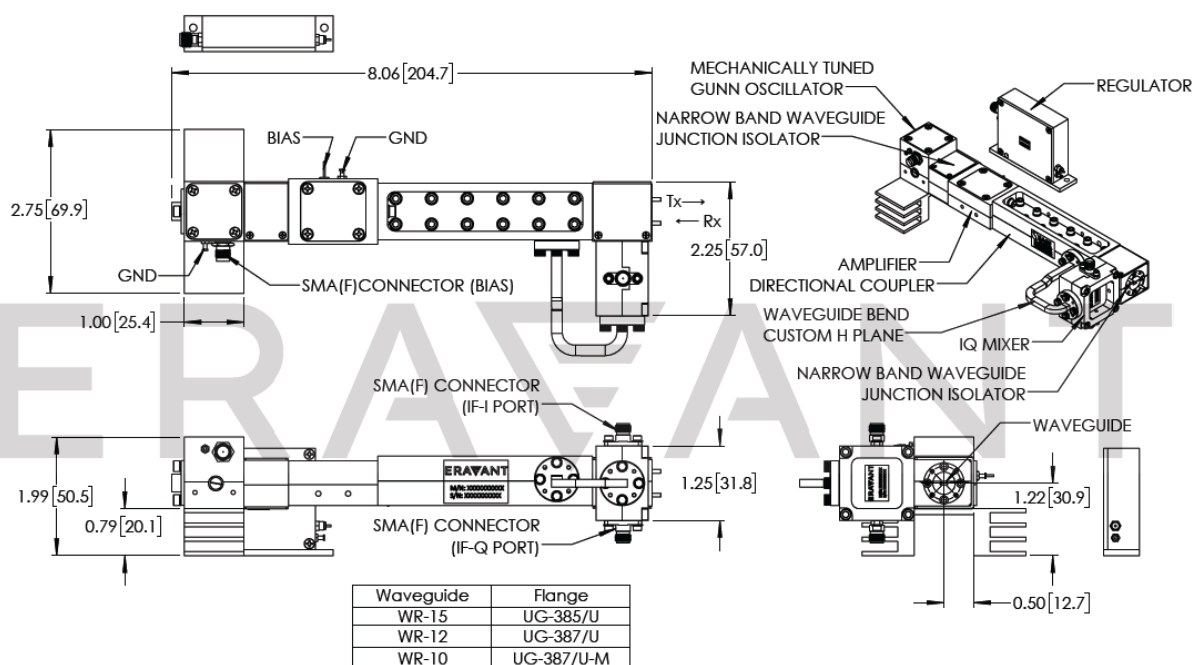 8.06[204.7]
BIAS
GND
2.75[69.9]
Tx
Rx
2.25[57.0]
GND
SMA(F)CONNECTOR (BIAS)
1.00[25.4]
MECHANICALLY TUNED
GUNN OSCILLATOR
REGULATOR
NARROW BAND WAVEGUIDE
JUNCTION ISOLATOR
AMPLIFIER
DIRECTIONAL COUPLER
WAVEGUIDE BEND
CUSTOM H PLANE
IQ MIXER
NARROW BAND WAVEGUIDE
JUNCTION ISOLATOR
ERAVANT
SMA(F) CONNECTOR
(IF-I PORT)
ERAVANT
M/N: XXXXXXXXXX
S/N: XXXXXXXXXX
1.99[50.5]
0.79[20.1]
1.25[31.8]
SMA(F) CONNECTOR
(IF-Q PORT)
WAVEGUIDE
ERAVANT
1.22[30.9]
0.50[12.7]
Waveguide Flange
WR-15 UG-385/U
WR-12 UG-387/U
WR-10 UG-387/U-M